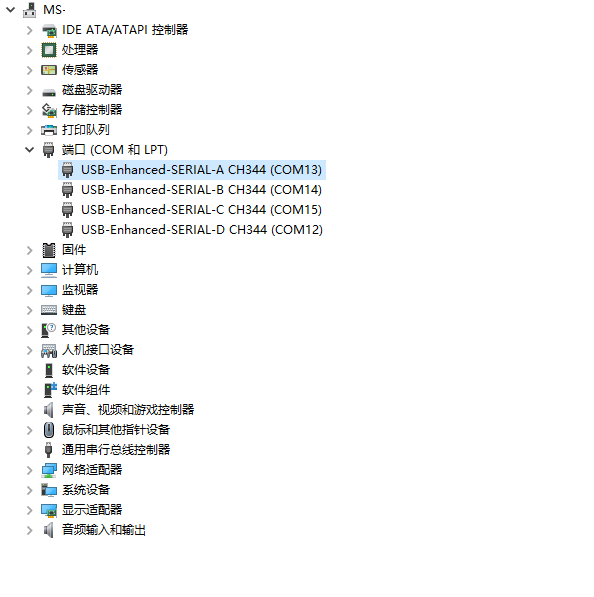 MS-
IDE ATA/ATAPI 控制器
处理器
传感器
磁盘驱动器
存储控制器
打印队列
端口 (COM 和 LPT)
USB-Enhanced-SERIAL-A CH344 (COM13)
USB-Enhanced-SERIAL-B CH344 (COM14)
USB-Enhanced-SERIAL-C CH344 (COM15)
USB-Enhanced-SERIAL-D CH344 (COM12)
固件
计算机
监视器
键盘
其他设备
人机接口设备
软件设备
软件组件
声音、视频和游戏控制器
鼠标和其他指针设备
通用串行总线控制器
网络适配器
系统设备
显示适配器
音频输入和输出